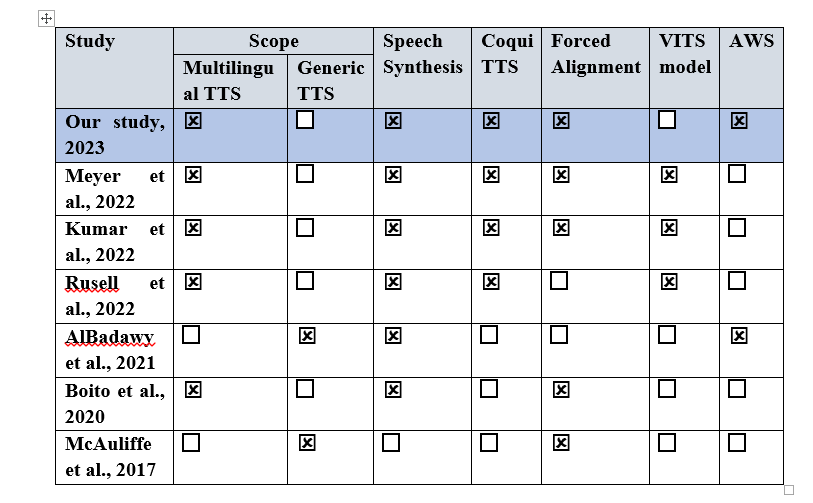 Study Scope Speech Synthesis Coqui TTS Forced Alignment VITS model AWS
Multilingu al TTS Generic TTS
Our study, 2023 ☒ ☐ ☒ ☒ ☒ ☐ ☒
Meyer et al., 2022 ☒ ☐ ☒ ☒ ☒ ☒ ☐
Kumar et al., 2022 ☒ ☐ ☒ ☒ ☒ ☒ ☐
Rusell et al., 2022 ☒ ☐ ☒ ☒ ☐ ☒ ☐
AlBadawy et al., 2021 ☐ ☒ ☒ ☐ ☐ ☐ ☒
Boito et al., 2020 ☒ ☐ ☒ ☐ ☒ ☐ ☐
McAuliffe et al., 2017 ☐ ☒ ☐ ☐ ☒ ☐ ☐